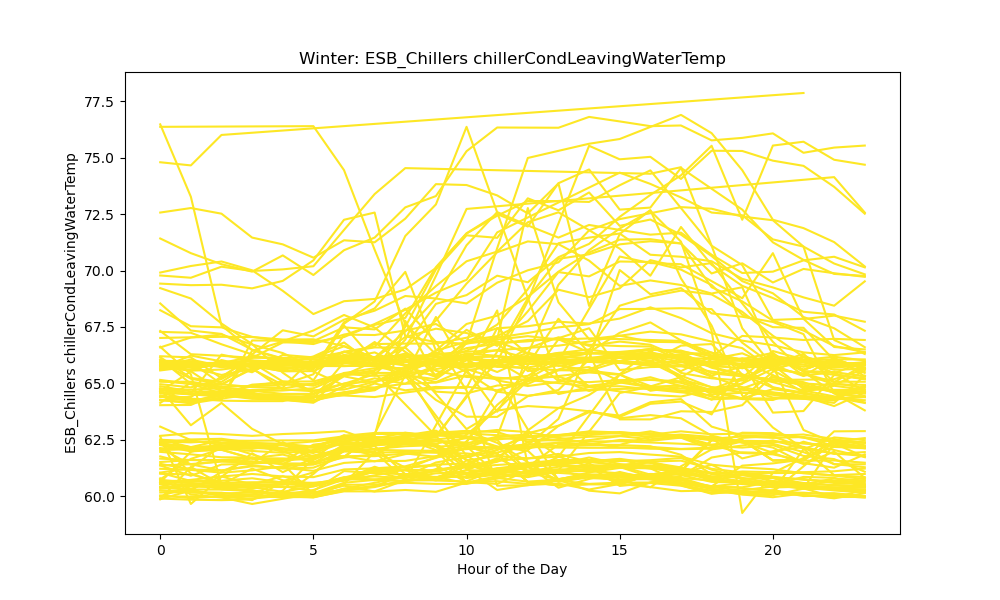 Winter: ESB_Chillers chillerCondLeavingWaterTemp
77.5
75.0
72.5
70.0
67.5
65.0
62.5
60.0
ESB_Chillers chillerCondLeavingWaterTemp
0 5 10 15 20
Hour of the Day